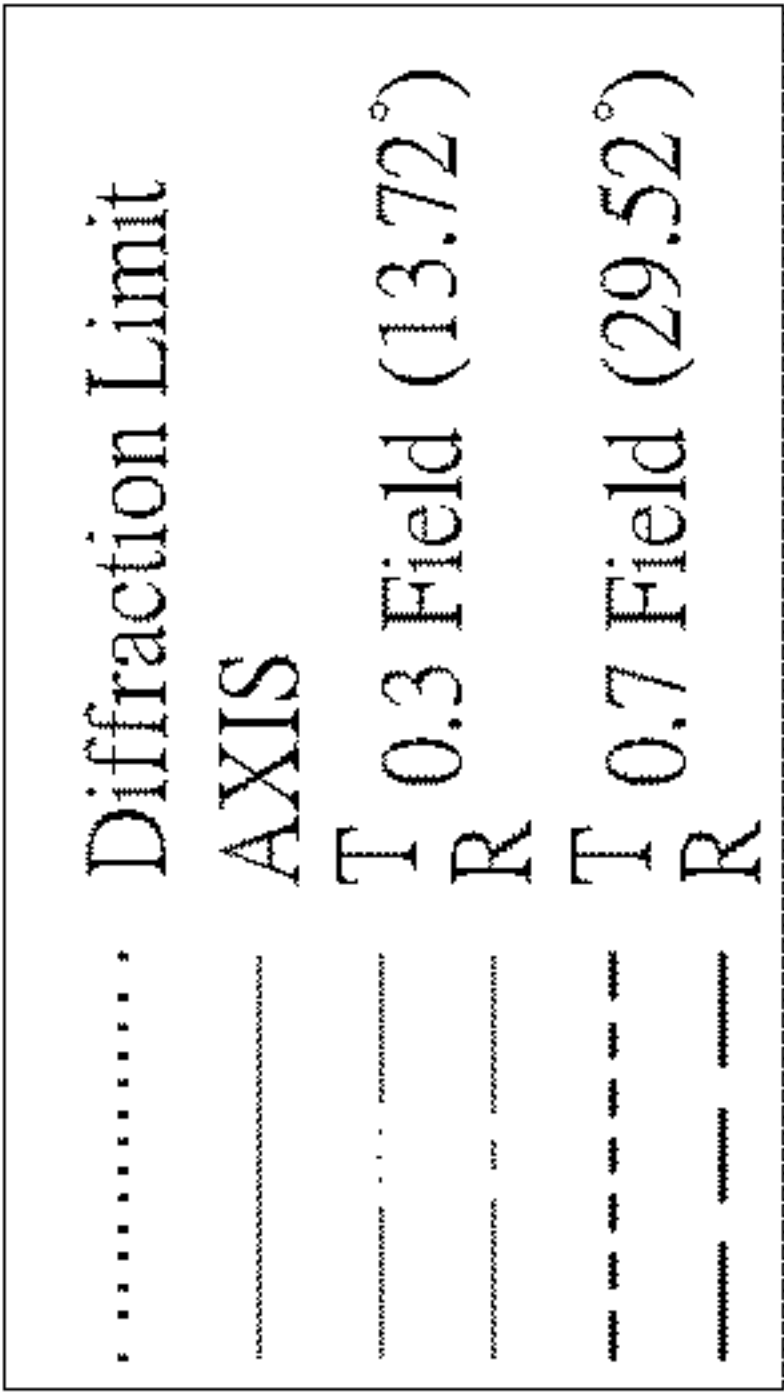 Diffraction Limit
AXIS
T 0.3 Field (13.72°)
R
T 0.7 Field (29.52°)
R